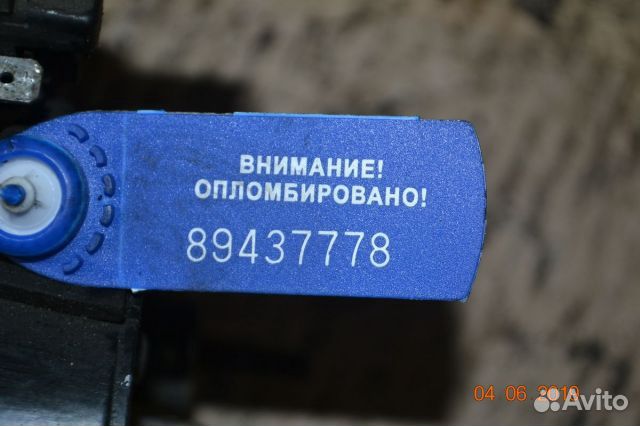 ВНИМАНИЕ!
ОПЛОМБИРОВАНО!
89437778
04 06 2019
Avito